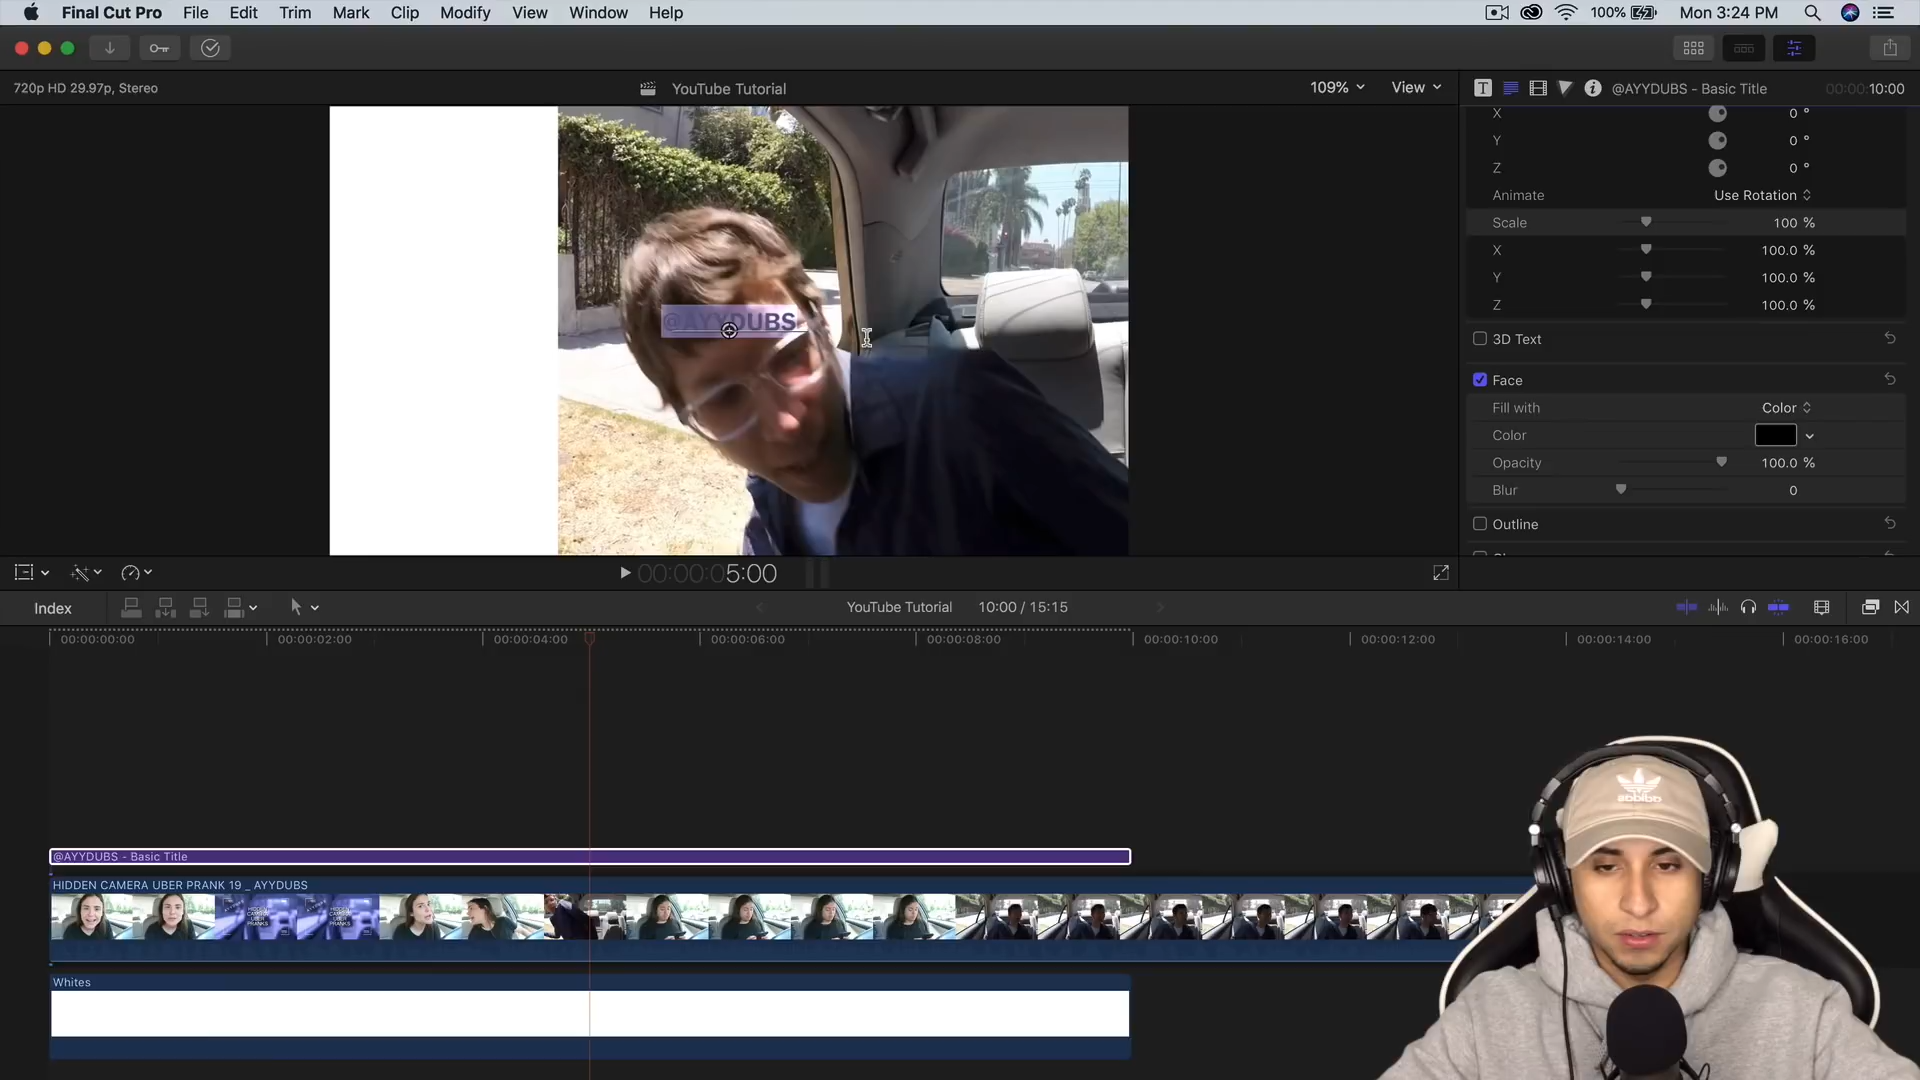 Final Cut Pro File Edit Trim Mark Clip Modify View Window Help 100% Mon 3:24 PM
720p HD 29.97p, Stereo YouTube Tutorial 109% View @AYYDUBS - Basic Title 00:00:10:00
X 0 °
Y 0 °
Z 0 °
Animate Use Rotation
Scale 100 %
X 100.0 %
Y 100.0 %
Z 100.0 %
3D Text
Face
Fill with Color
Color
Opacity 100.0 %
Blur 0
Outline
@AYYDUBS
00:00:05:00
Index YouTube Tutorial 10:00 / 15:15
00:00:00:00 00:00:02:00 00:00:04:00 00:00:06:00 00:00:08:00 00:00:10:00 00:00:12:00 00:00:14:00 00:00:16:00
@AYYDUBS - Basic Title
HIDDEN CAMERA UBER PRANK 19 _ AYYDUBS
Whites